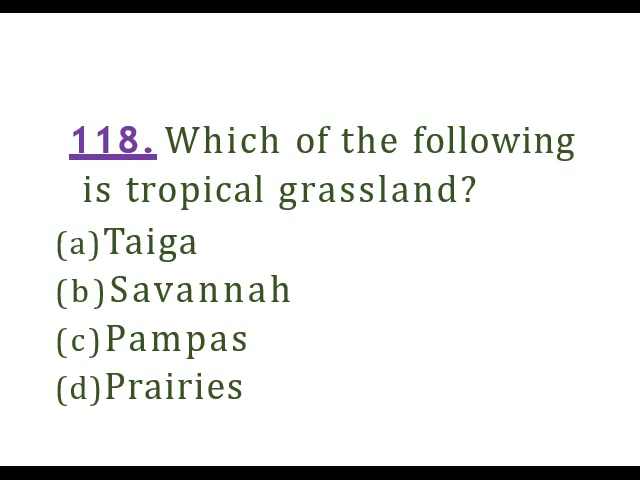 118. Which of the following
is tropical grassland?
(a)Taiga
(b)Savannah
(c)Pampas
(d)Prairies